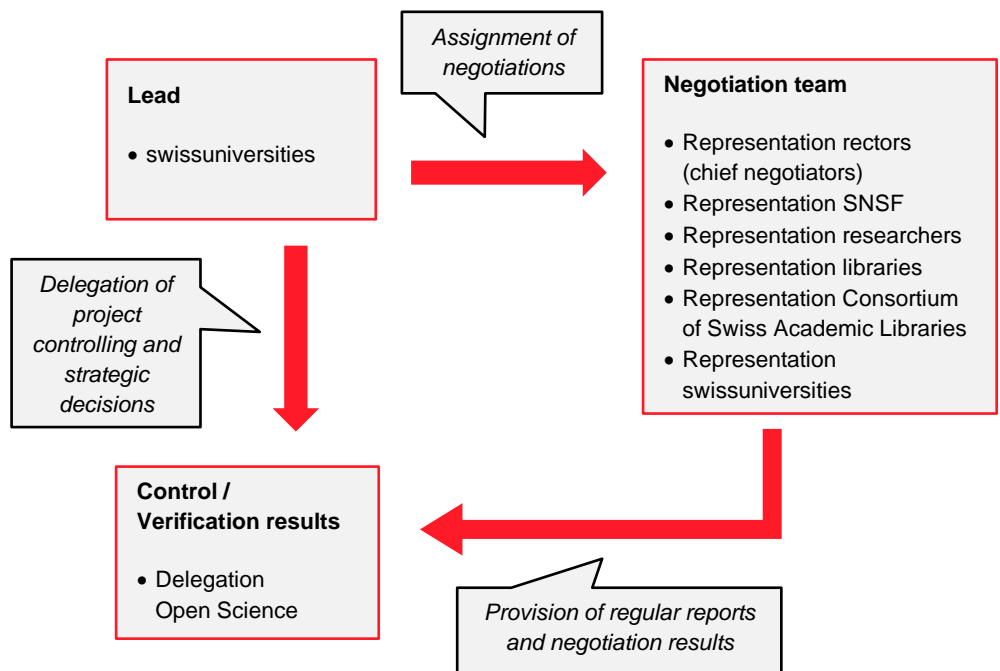 Assignment of
negotiations
Lead
• swissuniversities
Negotiation team
• Representation rectors
(chief negotiators)
• Representation SNSF
• Representation researchers
• Representation libraries
• Representation Consortium
of Swiss Academic Libraries
• Representation
swissuniversities
Delegation of
project
controlling and
strategic
decisions
Control /
Verification results
• Delegation
Open Science
Provision of regular reports
and negotiation results